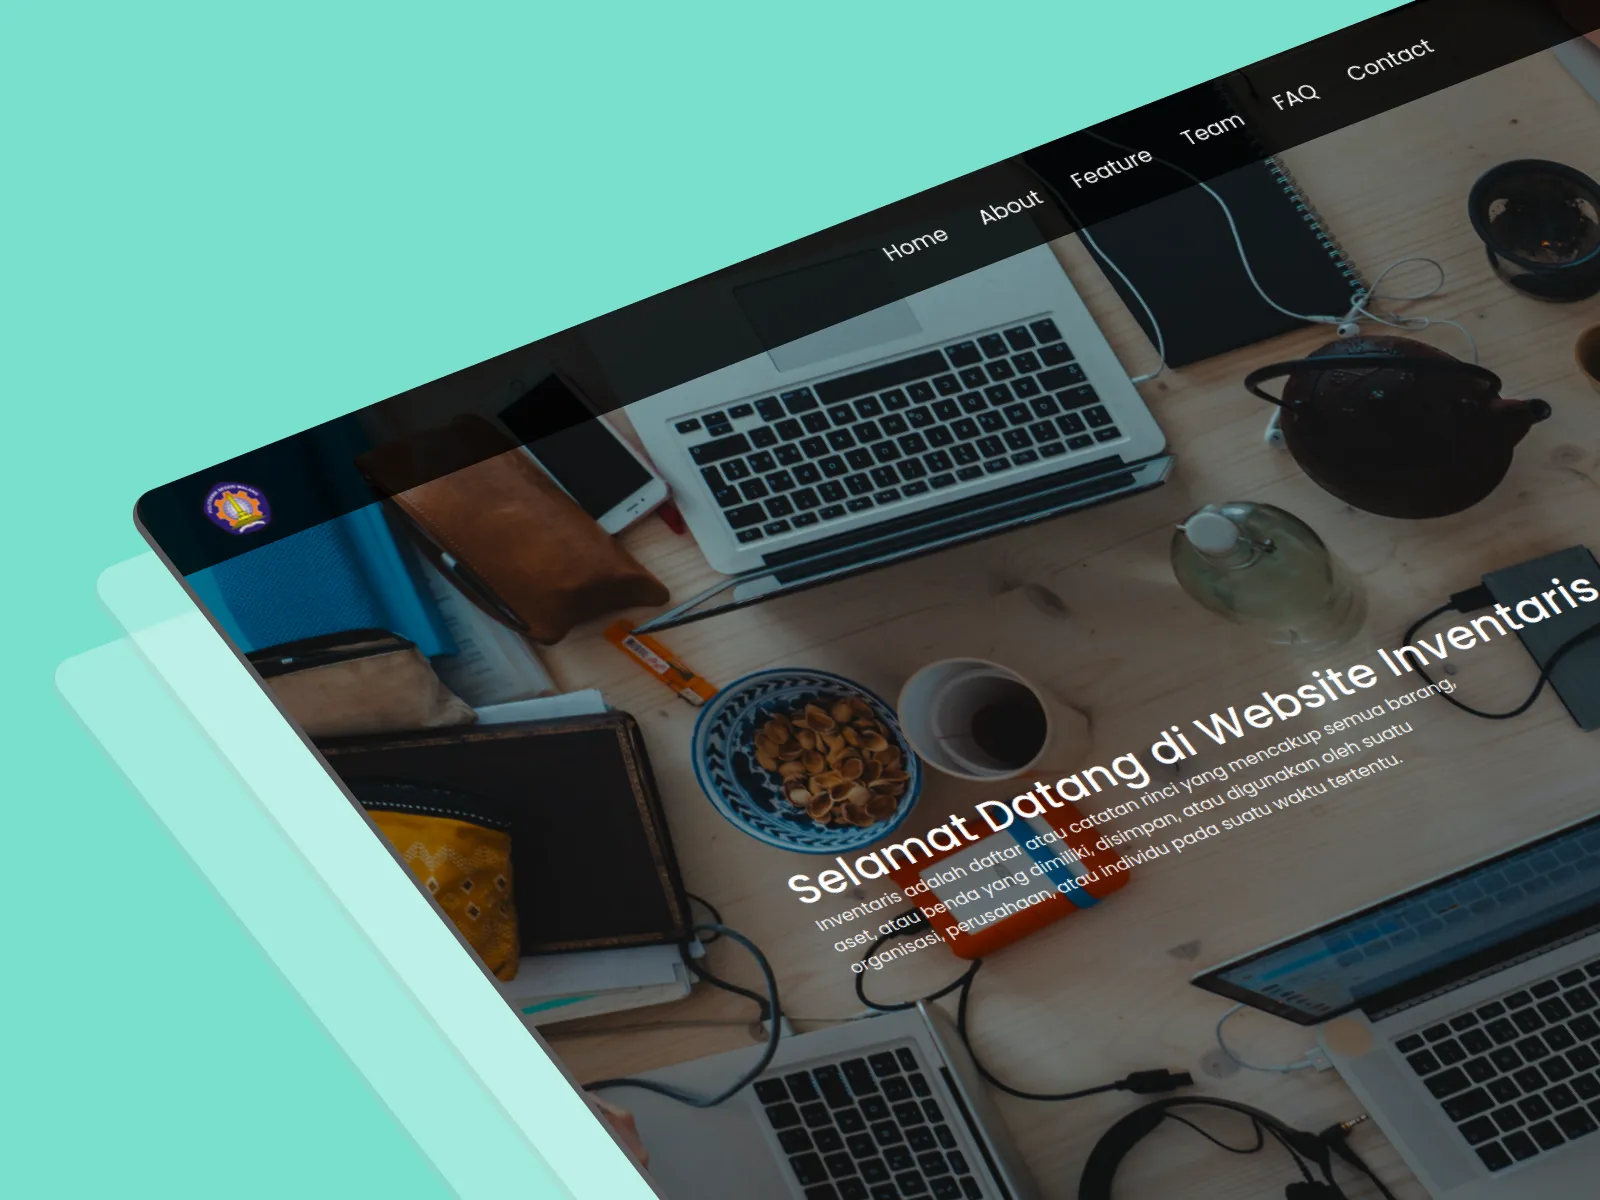 Home About Feature Team FAQ Contact
Selamat Datang di Website Inventaris
Inventaris adalah daftar atau catatan rinci yang mencakup semua barang,
aset, atau benda yang dimiliki, disimpan, atau digunakan oleh suatu
organisasi, perusahaan, atau individu pada suatu waktu tertentu.